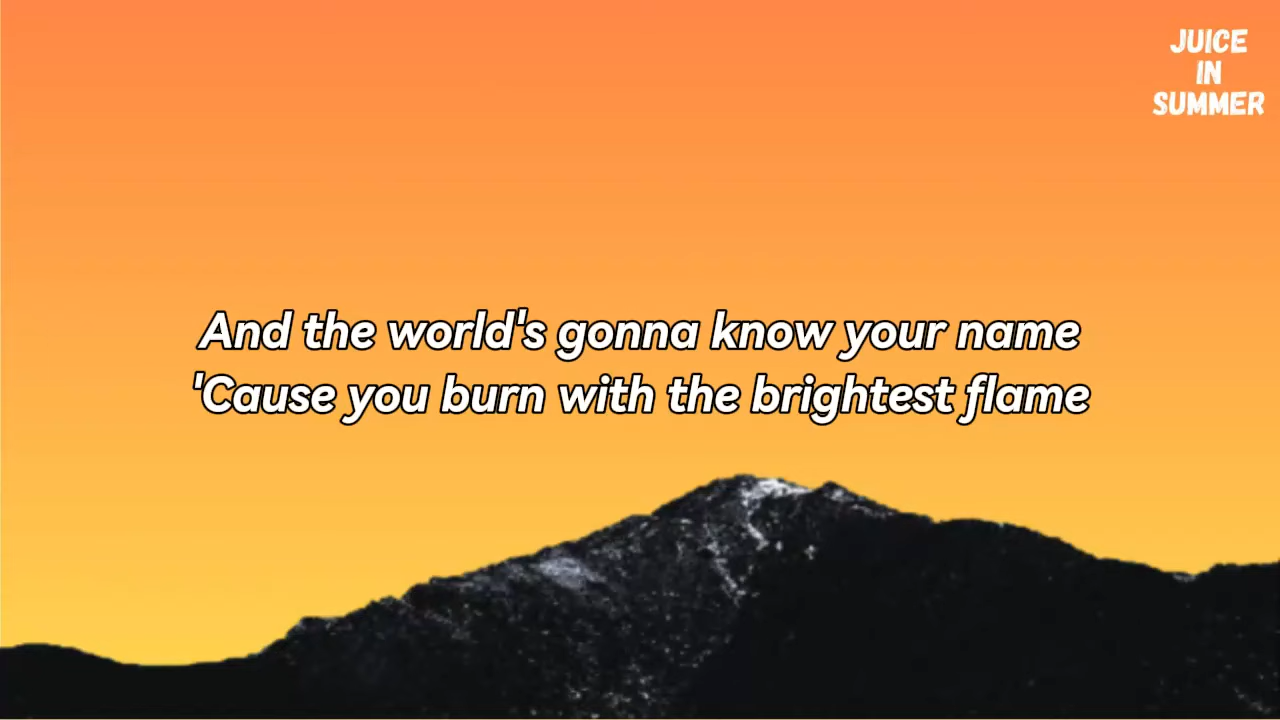 JUICE
IN
SUMMER
And the world's gonna know your name
'Cause you burn with the brightest flame